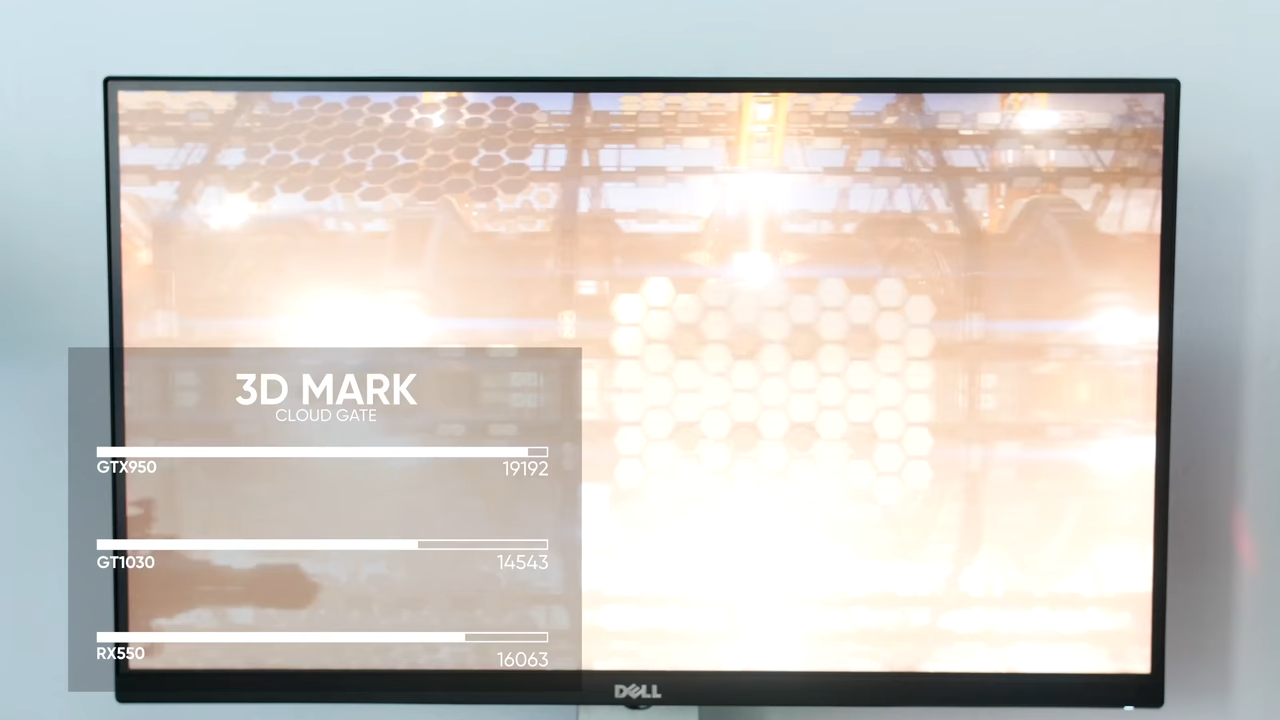 3D MARK
CLOUD GATE
GTX950
19192
GT1030
14543
RX550
16063
DELL